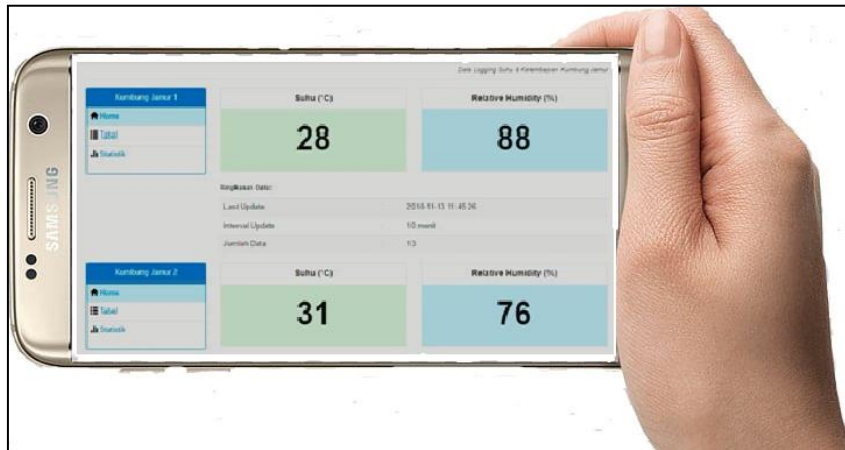 Data Logging Suhu & Kelembapan Kumbung Jamur
Kumbung Jamur 1
Home
Tabel
Statistik
Suhu (°C)
28
Relative Humidity (%)
88
Ringkasan Data:
Last Update : 2018-11-13 11:45:26
Interval Update : 10 menit
Jumlah Data : 13
Kumbung Jamur 2
Home
Tabel
Statistik
Suhu (°C)
31
Relative Humidity (%)
76
SAMSUNG